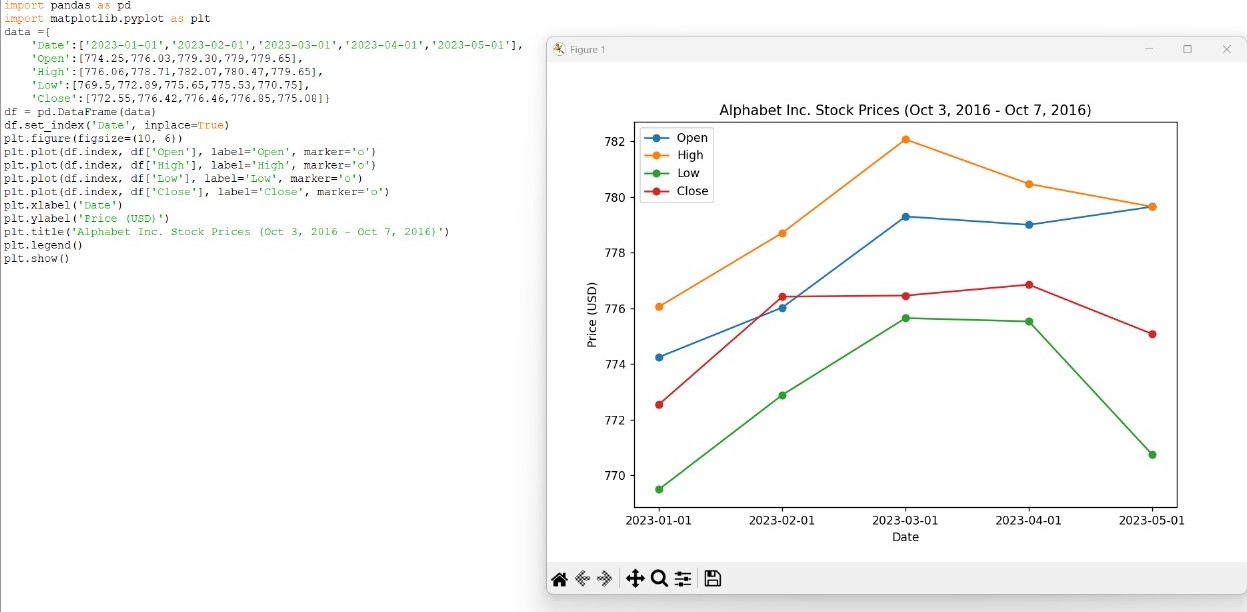 import pandas as pd
import matplotlib.pyplot as plt
data ={
    'Date':['2023-01-01','2023-02-01','2023-03-01','2023-04-01','2023-05-01'],
    'Open':[774.25,776.03,779.30,779,779.65],
    'High':[776.06,778.71,782.07,780.47,779.65],
    'Low':[769.5,772.89,775.65,775.53,770.75],
    'Close':[772.55,776.42,776.46,776.85,775.08]}
df = pd.DataFrame(data)
df.set_index('Date', inplace=True)
plt.figure(figsize=(10, 6))
plt.plot(df.index, df['Open'], label='Open', marker='o')
plt.plot(df.index, df['High'], label='High', marker='o')
plt.plot(df.index, df['Low'], label='Low', marker='o')
plt.plot(df.index, df['Close'], label='Close', marker='o')
plt.xlabel('Date')
plt.ylabel('Price (USD)')
plt.title('Alphabet Inc. Stock Prices (Oct 3, 2016 - Oct 7, 2016)')
plt.legend()
plt.show()
Figure 1
Alphabet Inc. Stock Prices (Oct 3, 2016 - Oct 7, 2016)
Open
High
Low
Close
782
780
778
776
774
772
770
Price (USD)
2023-01-01 2023-02-01 2023-03-01 2023-04-01 2023-05-01
Date